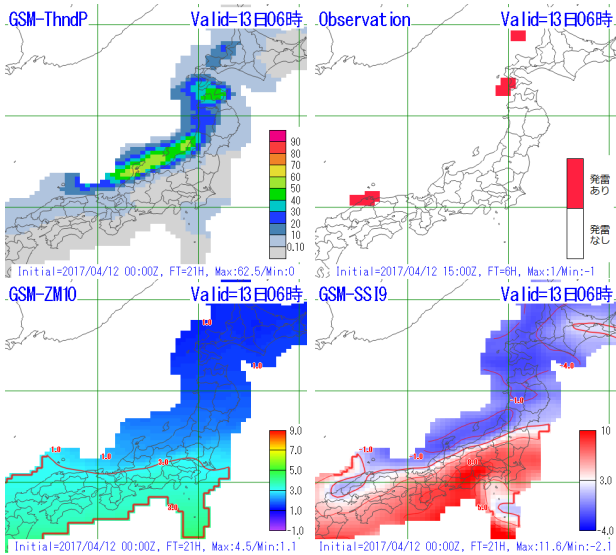 GSM-ThndP Valid=13日06時
90
80
70
60
50
40
30
20
10
0.10
Initial=2017/04/12 00:00Z, FT=21H, Max:62.5/Min:0
Observation Valid=13日06時
発雷
あり
発雷
なし
Initial=2017/04/12 15:00Z, FT=6H, Max:1/Min:-1
GSM-ZM10 Valid=13日06時
9.0
7.0
5.0
3.0
1.0
-1.0
Initial=2017/04/12 00:00Z, FT=21H, Max:4.5/Min:1.1
GSM-SSI9 Valid=13日06時
-4.0
-1.0
-1.0
10
3.0
-4.0
Initial=2017/04/12 00:00Z, FT=21H, Max:11.6/Min:-2.1